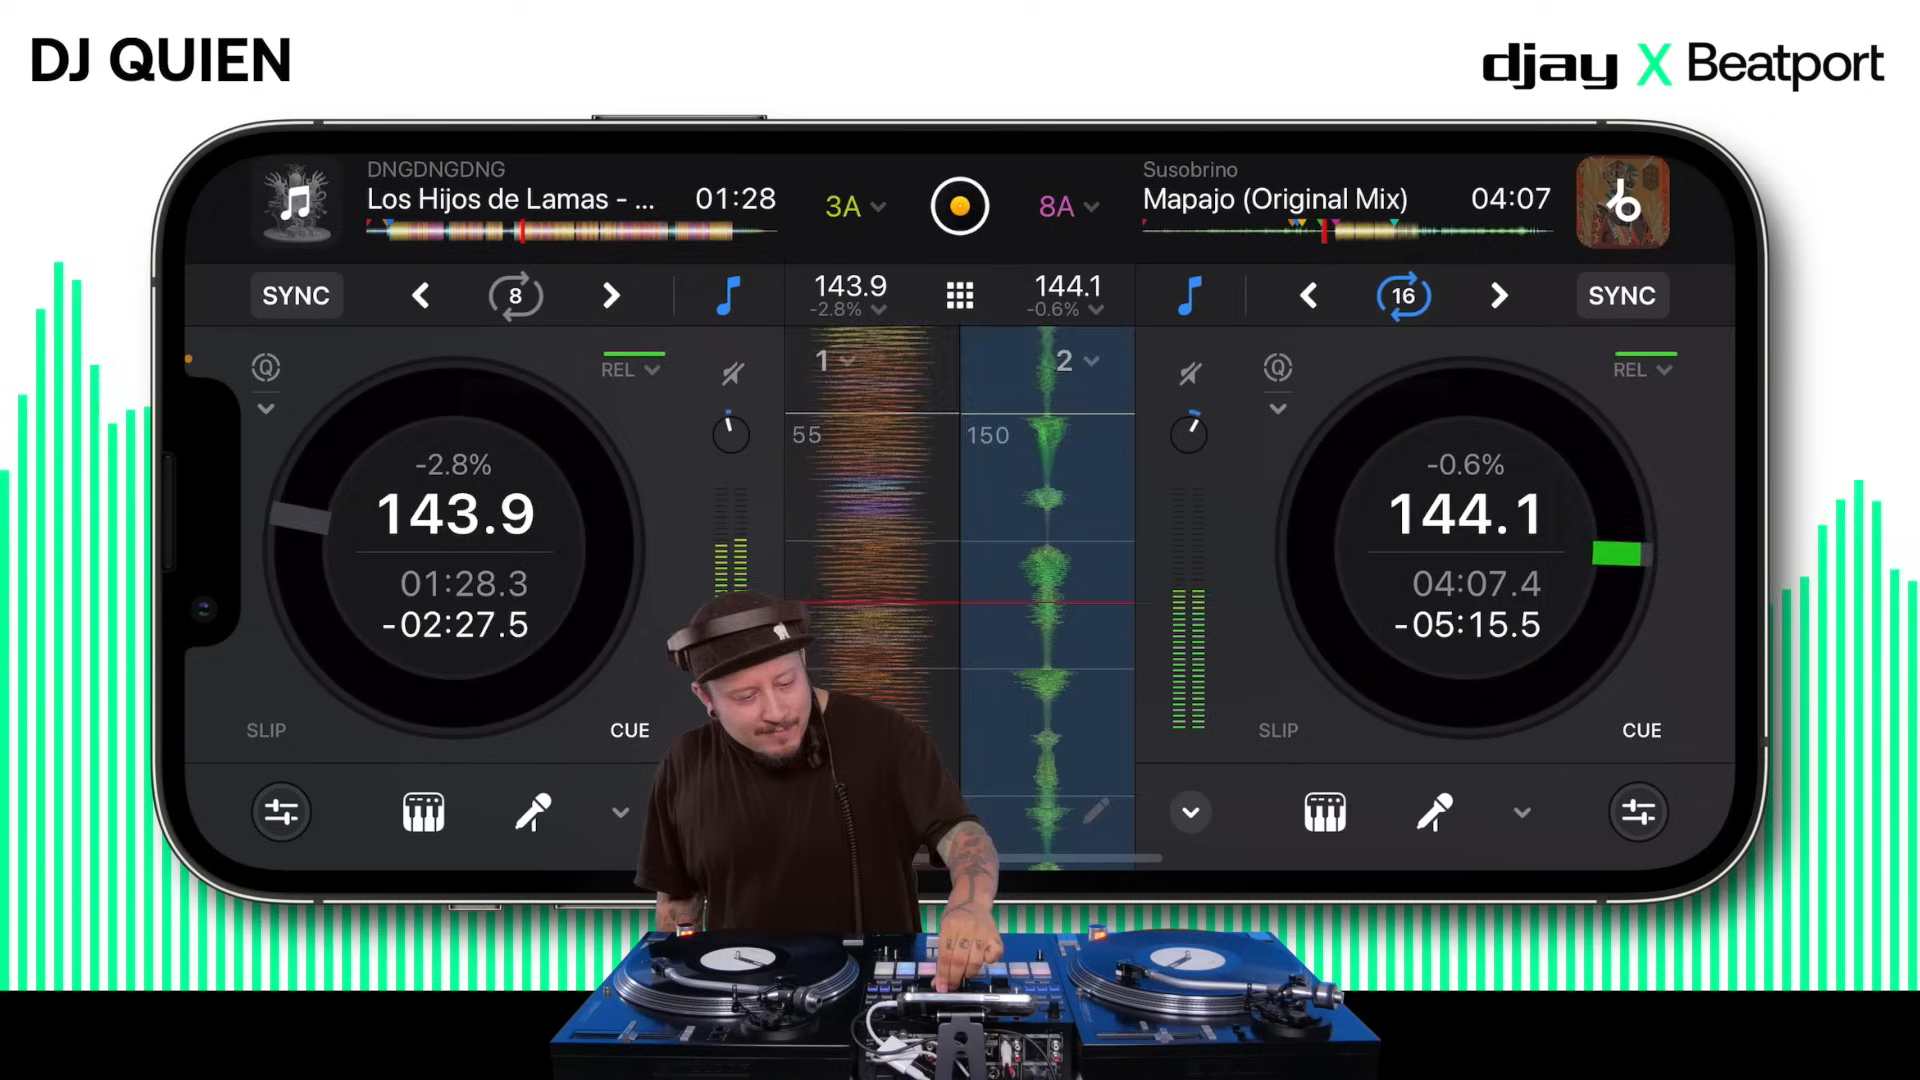 DJ QUIEN
djay X Beatport
DNGDNGDNG
Los Hijos de Lamas - ...
01:28
3A
8A
Susobrino
Mapajo (Original Mix)
04:07
SYNC
8
143.9
-2.8%
144.1
-0.6%
16
SYNC
Q
REL
1
2
Q
REL
55
150
-2.8%
143.9
01:28.3
-02:27.5
-0.6%
144.1
04:07.4
-05:15.5
SLIP
CUE
SLIP
CUE